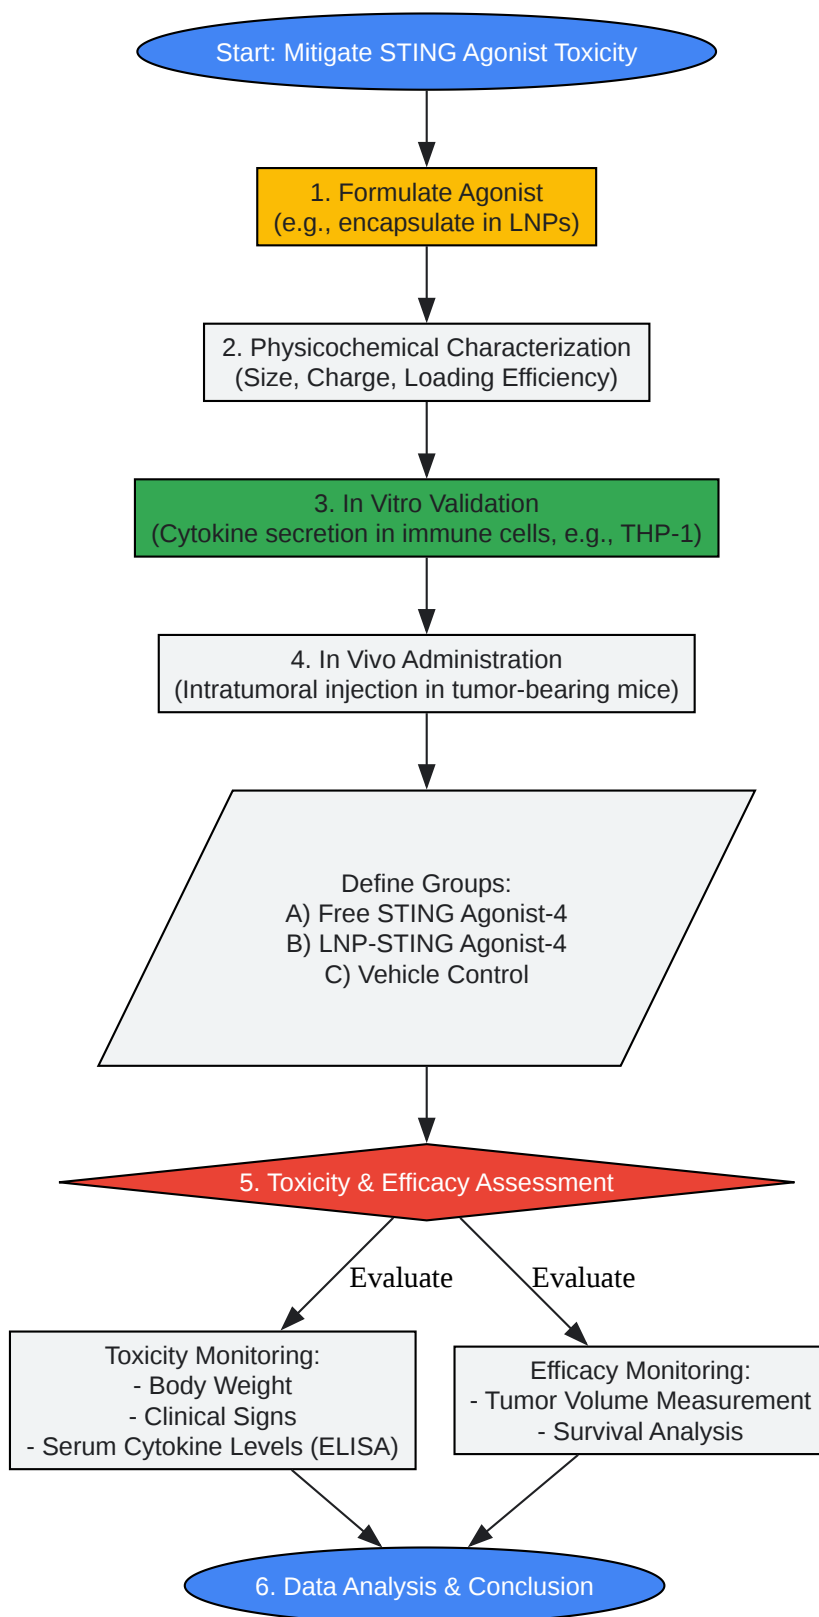 Start: Mitigate STING Agonist Toxicity
1. Formulate Agonist
(e.g., encapsulate in LNPs)
2. Physicochemical Characterization
(Size, Charge, Loading Efficiency)
3. In Vitro Validation
(Cytokine secretion in immune cells, e.g., THP-1)
4. In Vivo Administration
(Intratumoral injection in tumor-bearing mice)
Define Groups:
A) Free STING Agonist-4
B) LNP-STING Agonist-4
C) Vehicle Control
5. Toxicity & Efficacy Assessment
Evaluate
Evaluate
Toxicity Monitoring:
- Body Weight
- Clinical Signs
- Serum Cytokine Levels (ELISA)
Efficacy Monitoring:
- Tumor Volume Measurement
- Survival Analysis
6. Data Analysis & Conclusion